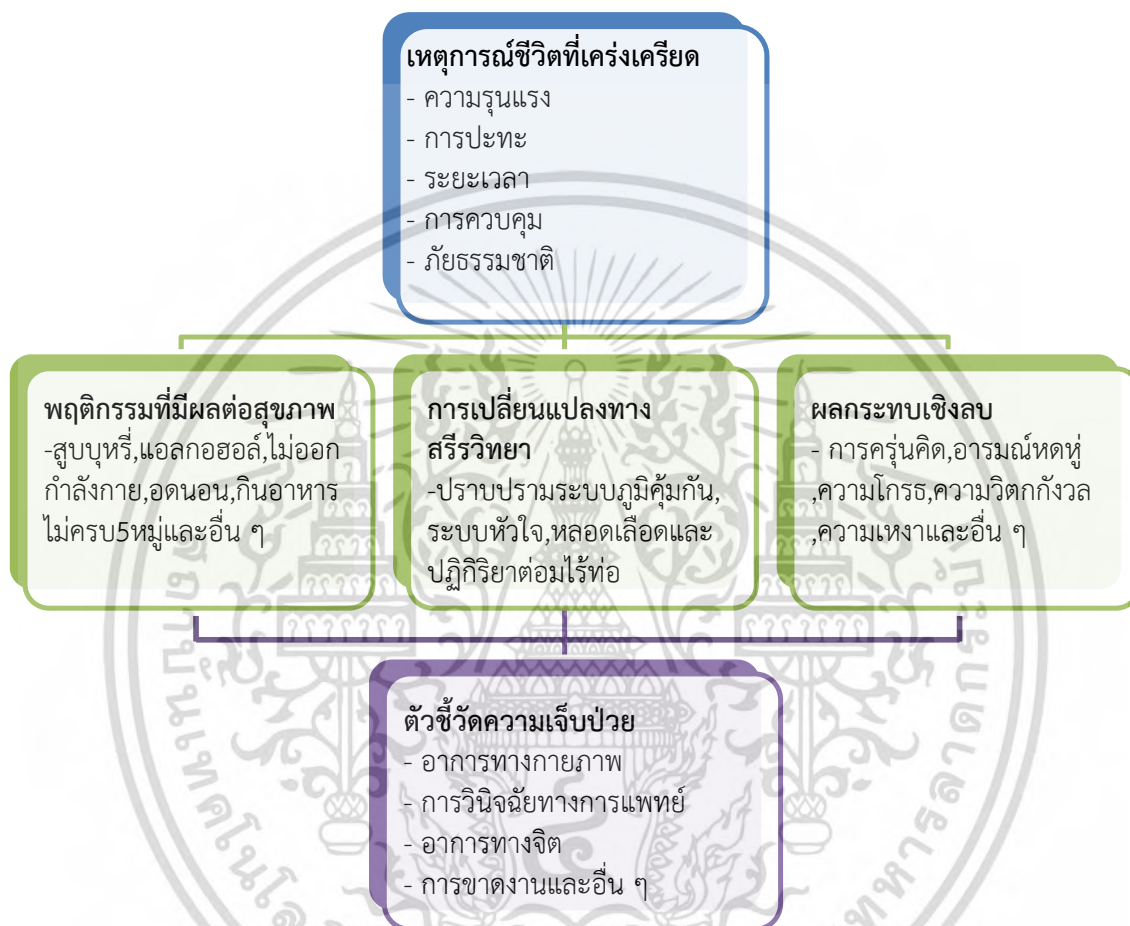 เหตุการณ์ชีวิตที่เคร่งเครียด
- ความรุนแรง
- การปะทะ
- ระยะเวลา
- การควบคุม
- ภัยธรรมชาติ
พฤติกรรมที่มีผลต่อสุขภาพ
-สูบบุหรี่,แอลกอฮอล์,ไม่ออก
กำลังกาย,อดนอน,กินอาหาร
ไม่ครบ5หมู่และอื่น ๆ
การเปลี่ยนแปลงทาง
สรีรวิทยา
-ปราบปรามระบบภูมิคุ้มกัน,
ระบบหัวใจ,หลอดเลือดและ
ปฏิกิริยาต่อมไร้ท่อ
ผลกระทบเชิงลบ
- การครุ่นคิด,อารมณ์หดหู่
,ความโกรธ,ความวิตกกังวล
,ความเหงาและอื่น ๆ
ตัวชี้วัดความเจ็บป่วย
- อาการทางกายภาพ
- การวินิจฉัยทางการแพทย์
- อาการทางจิต
- การขาดงานและอื่น ๆ